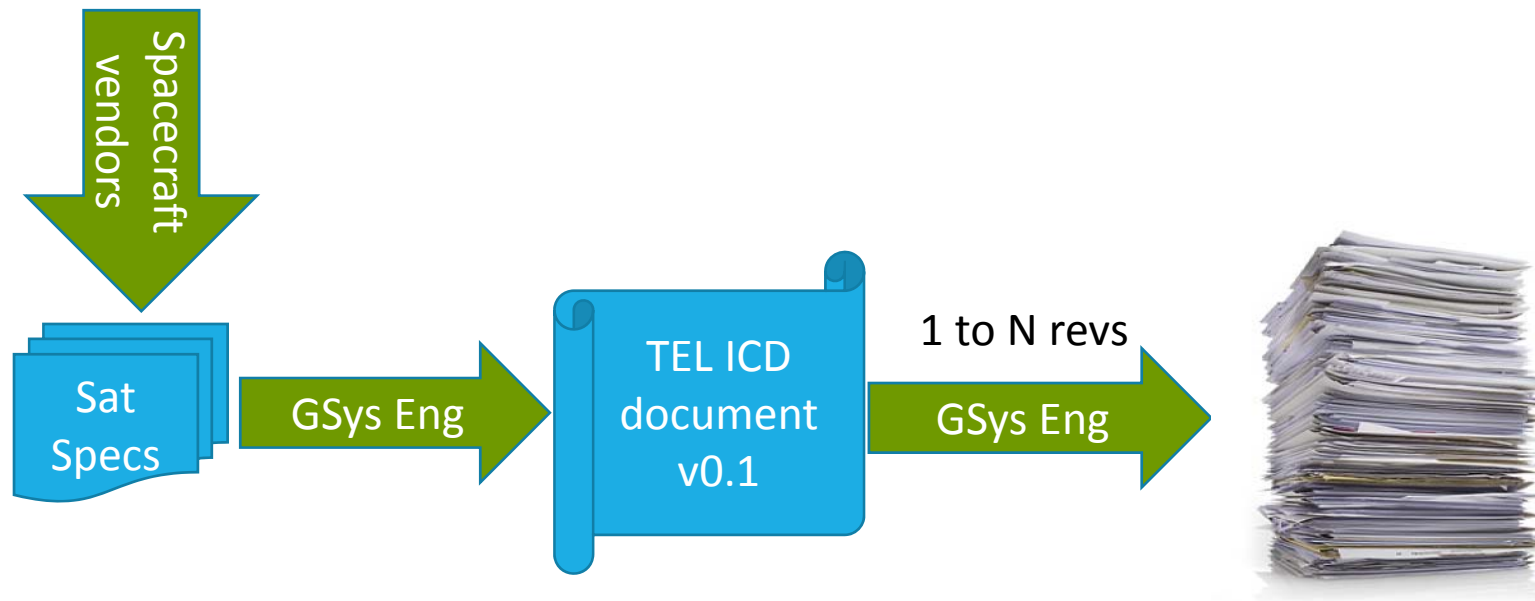 Spacecraft
vendors
Sat
Specs
GSys Eng
TEL ICD
document
v0.1
1 to N revs
GSys Eng